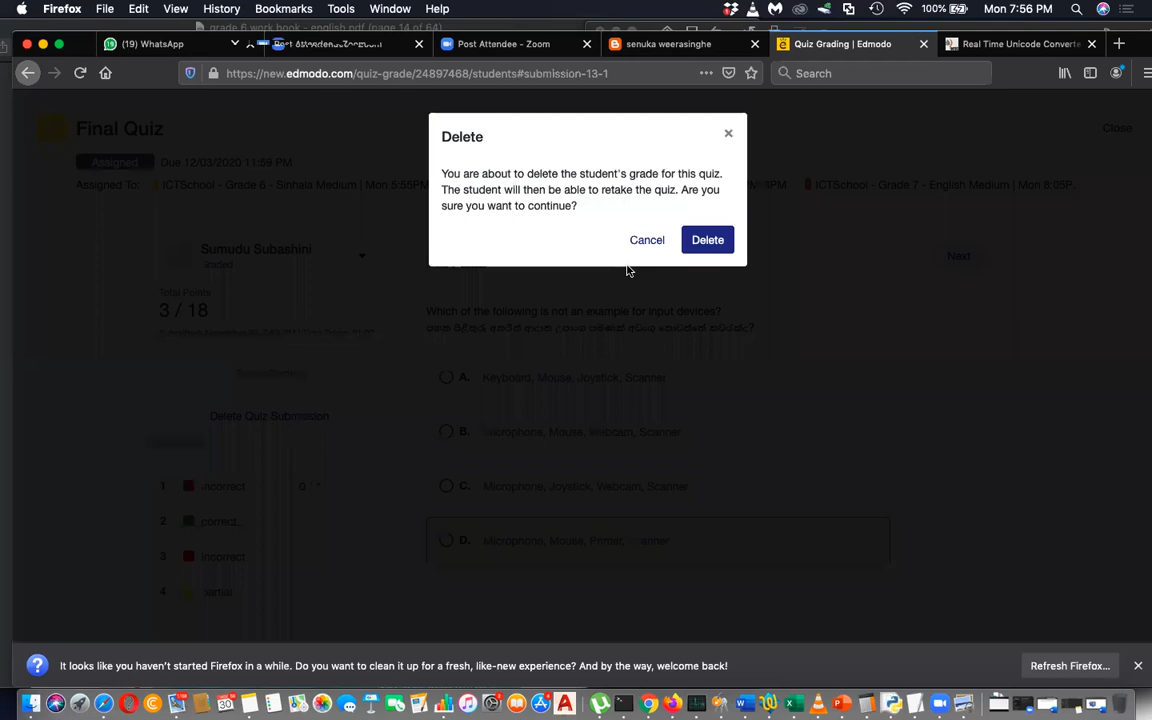 Firefox File Edit View History Bookmarks Tools Window Help 100% Mon 7:56 PM
grade 6 work book - english.pdf (page 14 of 64)
(19) WhatsApp
Post Attendee - Zoom
senuka weerasinghe
Quiz Grading | Edmodo
Real Time Unicode Converte
https://new.edmodo.com/quiz-grade/24897468/students#submission-13-1
Search
Final Quiz
Close
Assigned Due 12/03/2020 11:59 PM
Assigned To: ICTSchool - Grade 6 - Sinhala Medium | Mon 5:55PM
ICTSchool - Grade 7 - English Medium | Mon 8:05P.
Delete
You are about to delete the student's grade for this quiz.
The student will then be able to retake the quiz. Are you
sure you want to continue?
Cancel Delete
Sumudu Subashini
Next
Total Points
3 / 18
Which of the following is not an example for input devices?
A. Keyboard, Mouse, Joystick, Scanner
Delete Quiz Submission
B. Microphone, Mouse, Webcam, Scanner
C. Microphone, Joystick, Webcam, Scanner
D. Microphone, Mouse, Printer, Scanner
1 incorrect 0
2 correct
3 incorrect
4 partial
It looks like you haven't started Firefox in a while. Do you want to clean it up for a fresh, like-new experience? And by the way, welcome back!
Refresh Firefox...